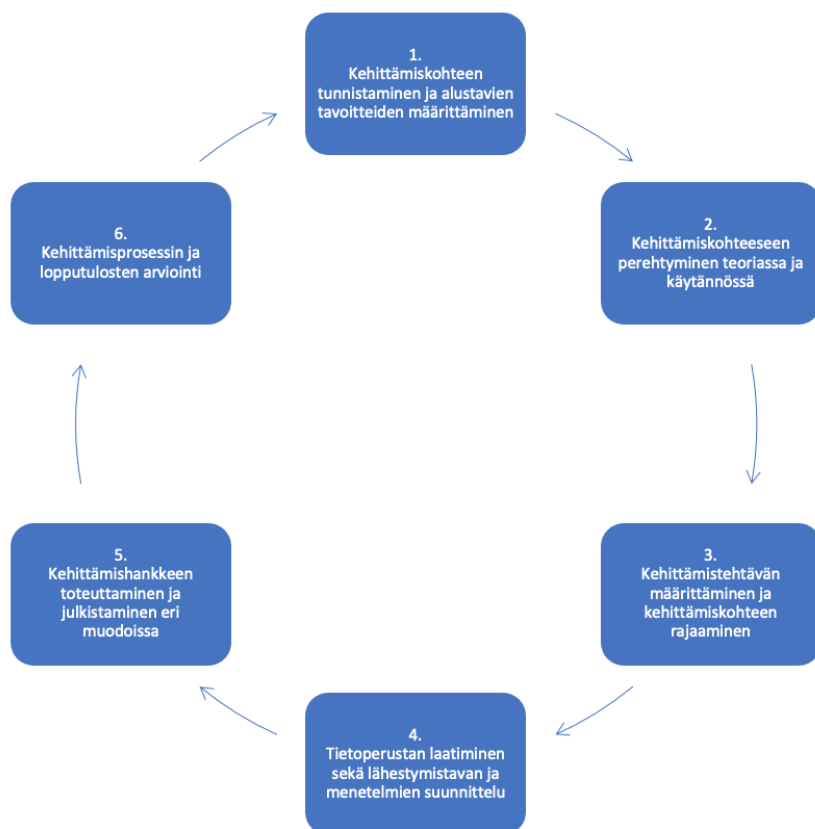 1.
Kehittämiskohteen
tunnistaminen ja alustavien
tavoitteiden määrittäminen
2.
Kehittämiskohteeseen
perehtyminen teoriassa ja
käytännössä
3.
Kehittämistehtävän
määrittäminen ja
kehittämiskohteen
rajaaminen
4.
Tietoperustan laatiminen
sekä lähestymistavan ja
menetelmien suunnittelu
5.
Kehittämishankkeen
toteuttaminen ja
julkistaminen eri
muodoissa
6.
Kehittämisprosessin ja
lopputulosten arviointi